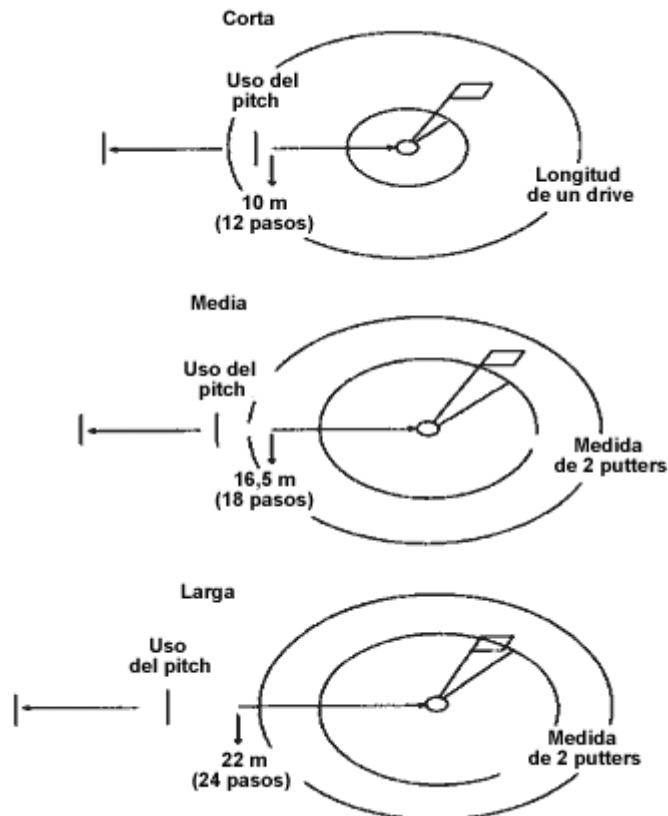 Corta
Uso del
pitch
10 m
(12 pasos)
Longitud
de un drive
Media
Uso del
pitch
16,5 m
(18 pasos)
Medida
de 2 putters
Larga
Uso
del pitch
22 m
(24 pasos)
Medida
de 2 putters